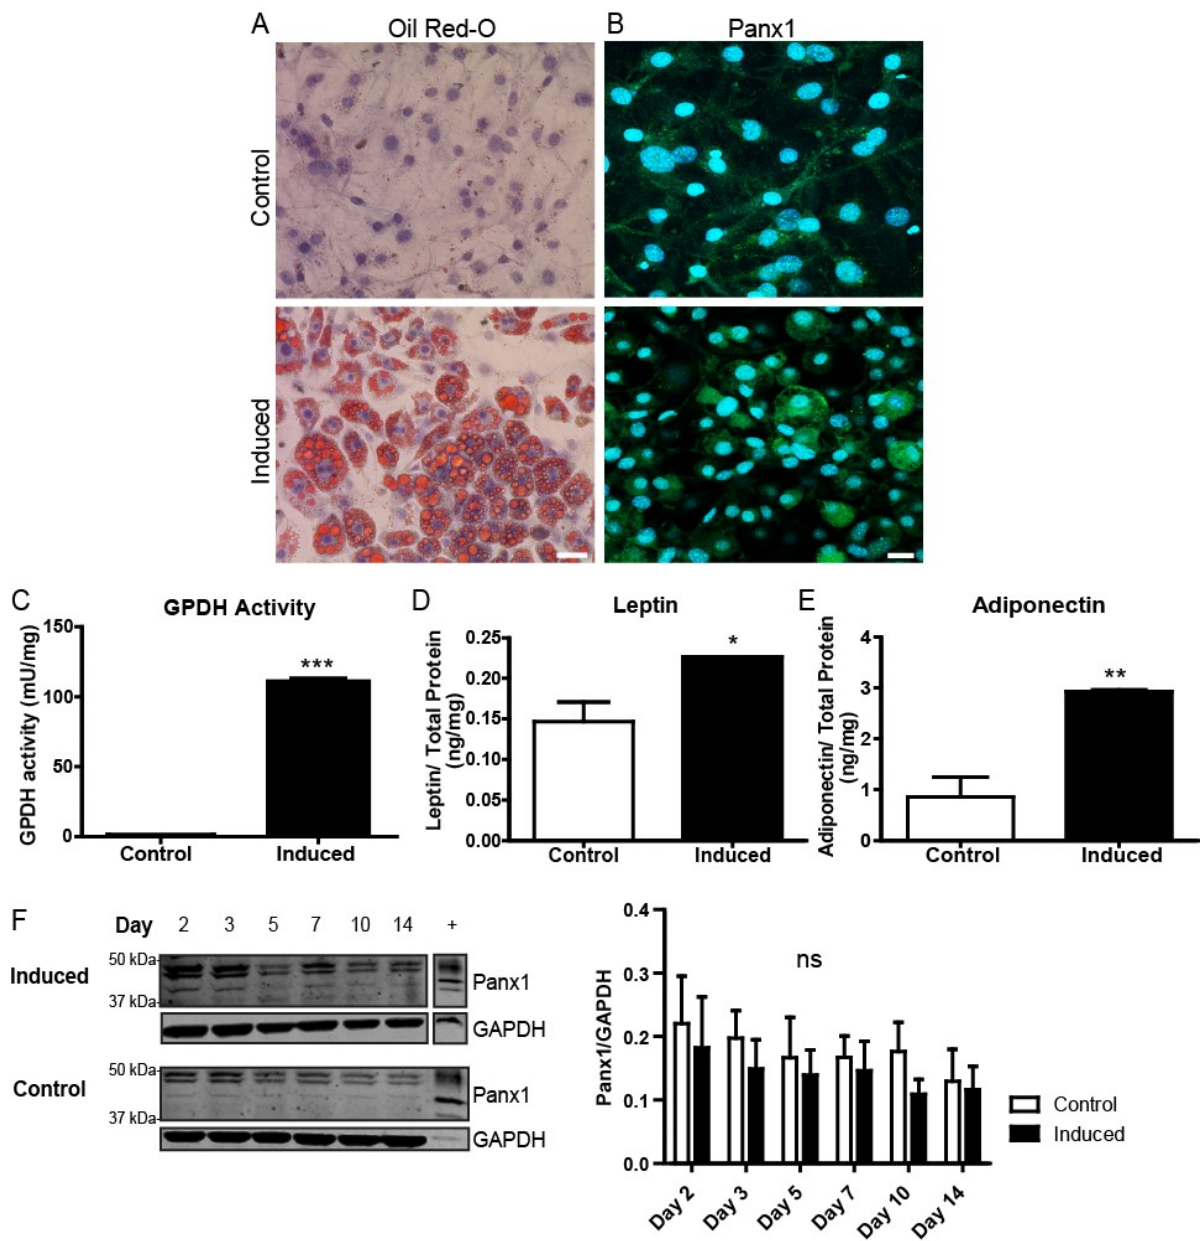 A Oil Red-O B Panx1
Control
Induced
C GPDH Activity
GPDH activity (mU/mg)
150
100
50
0
***
Control Induced
D Leptin
Leptin/ Total Protein
(ng/mg)
0.25
0.20
0.15
0.10
0.05
0.00
*
Control Induced
E Adiponectin
Adiponectin/ Total Protein
(ng/mg)
4
3
2
1
0
**
Control Induced
F Day 2 3 5 7 10 14 +
Induced
50 kDa-
37 kDa-
Panx1
GAPDH
Control
50 kDa-
37 kDa-
Panx1
GAPDH
Panx1/GAPDH
0.4
0.3
0.2
0.1
0.0
ns
Day 2 Day 3 Day 5 Day 7 Day 10 Day 14
Control
Induced